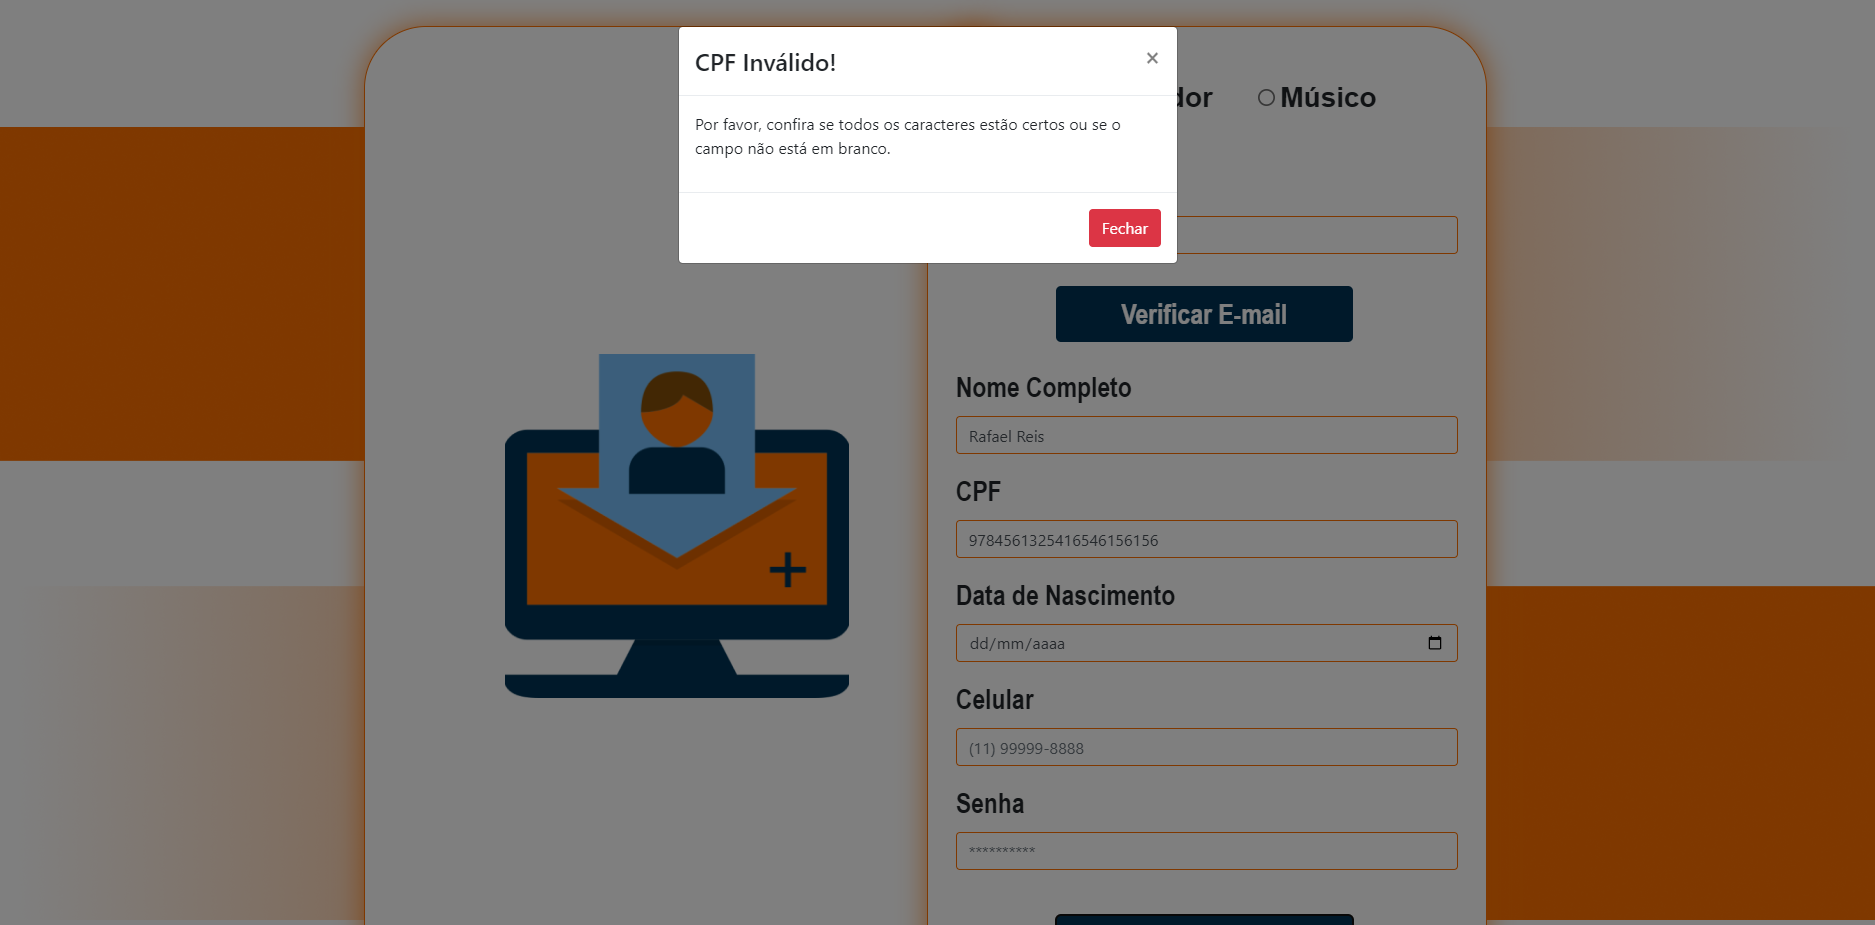 CPF Inválido!
×
Por favor, confira se todos os caracteres estão certos ou se o
campo não está em branco.
Fechar
Músico
Verificar E-mail
Nome Completo
Rafael Reis
CPF
9784561325416546156156
Data de Nascimento
dd/mm/aaaa
Celular
(11) 99999-8888
Senha
**********